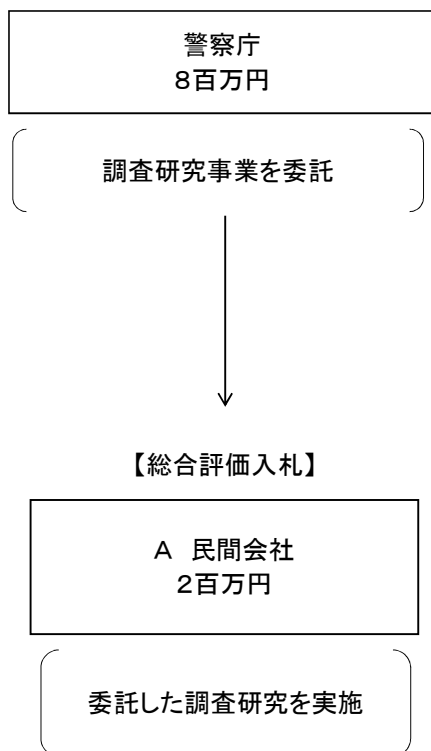 警察庁
8百万円
調査研究事業を委託
【総合評価入札】
A 民間会社
2百万円
委託した調査研究を実施